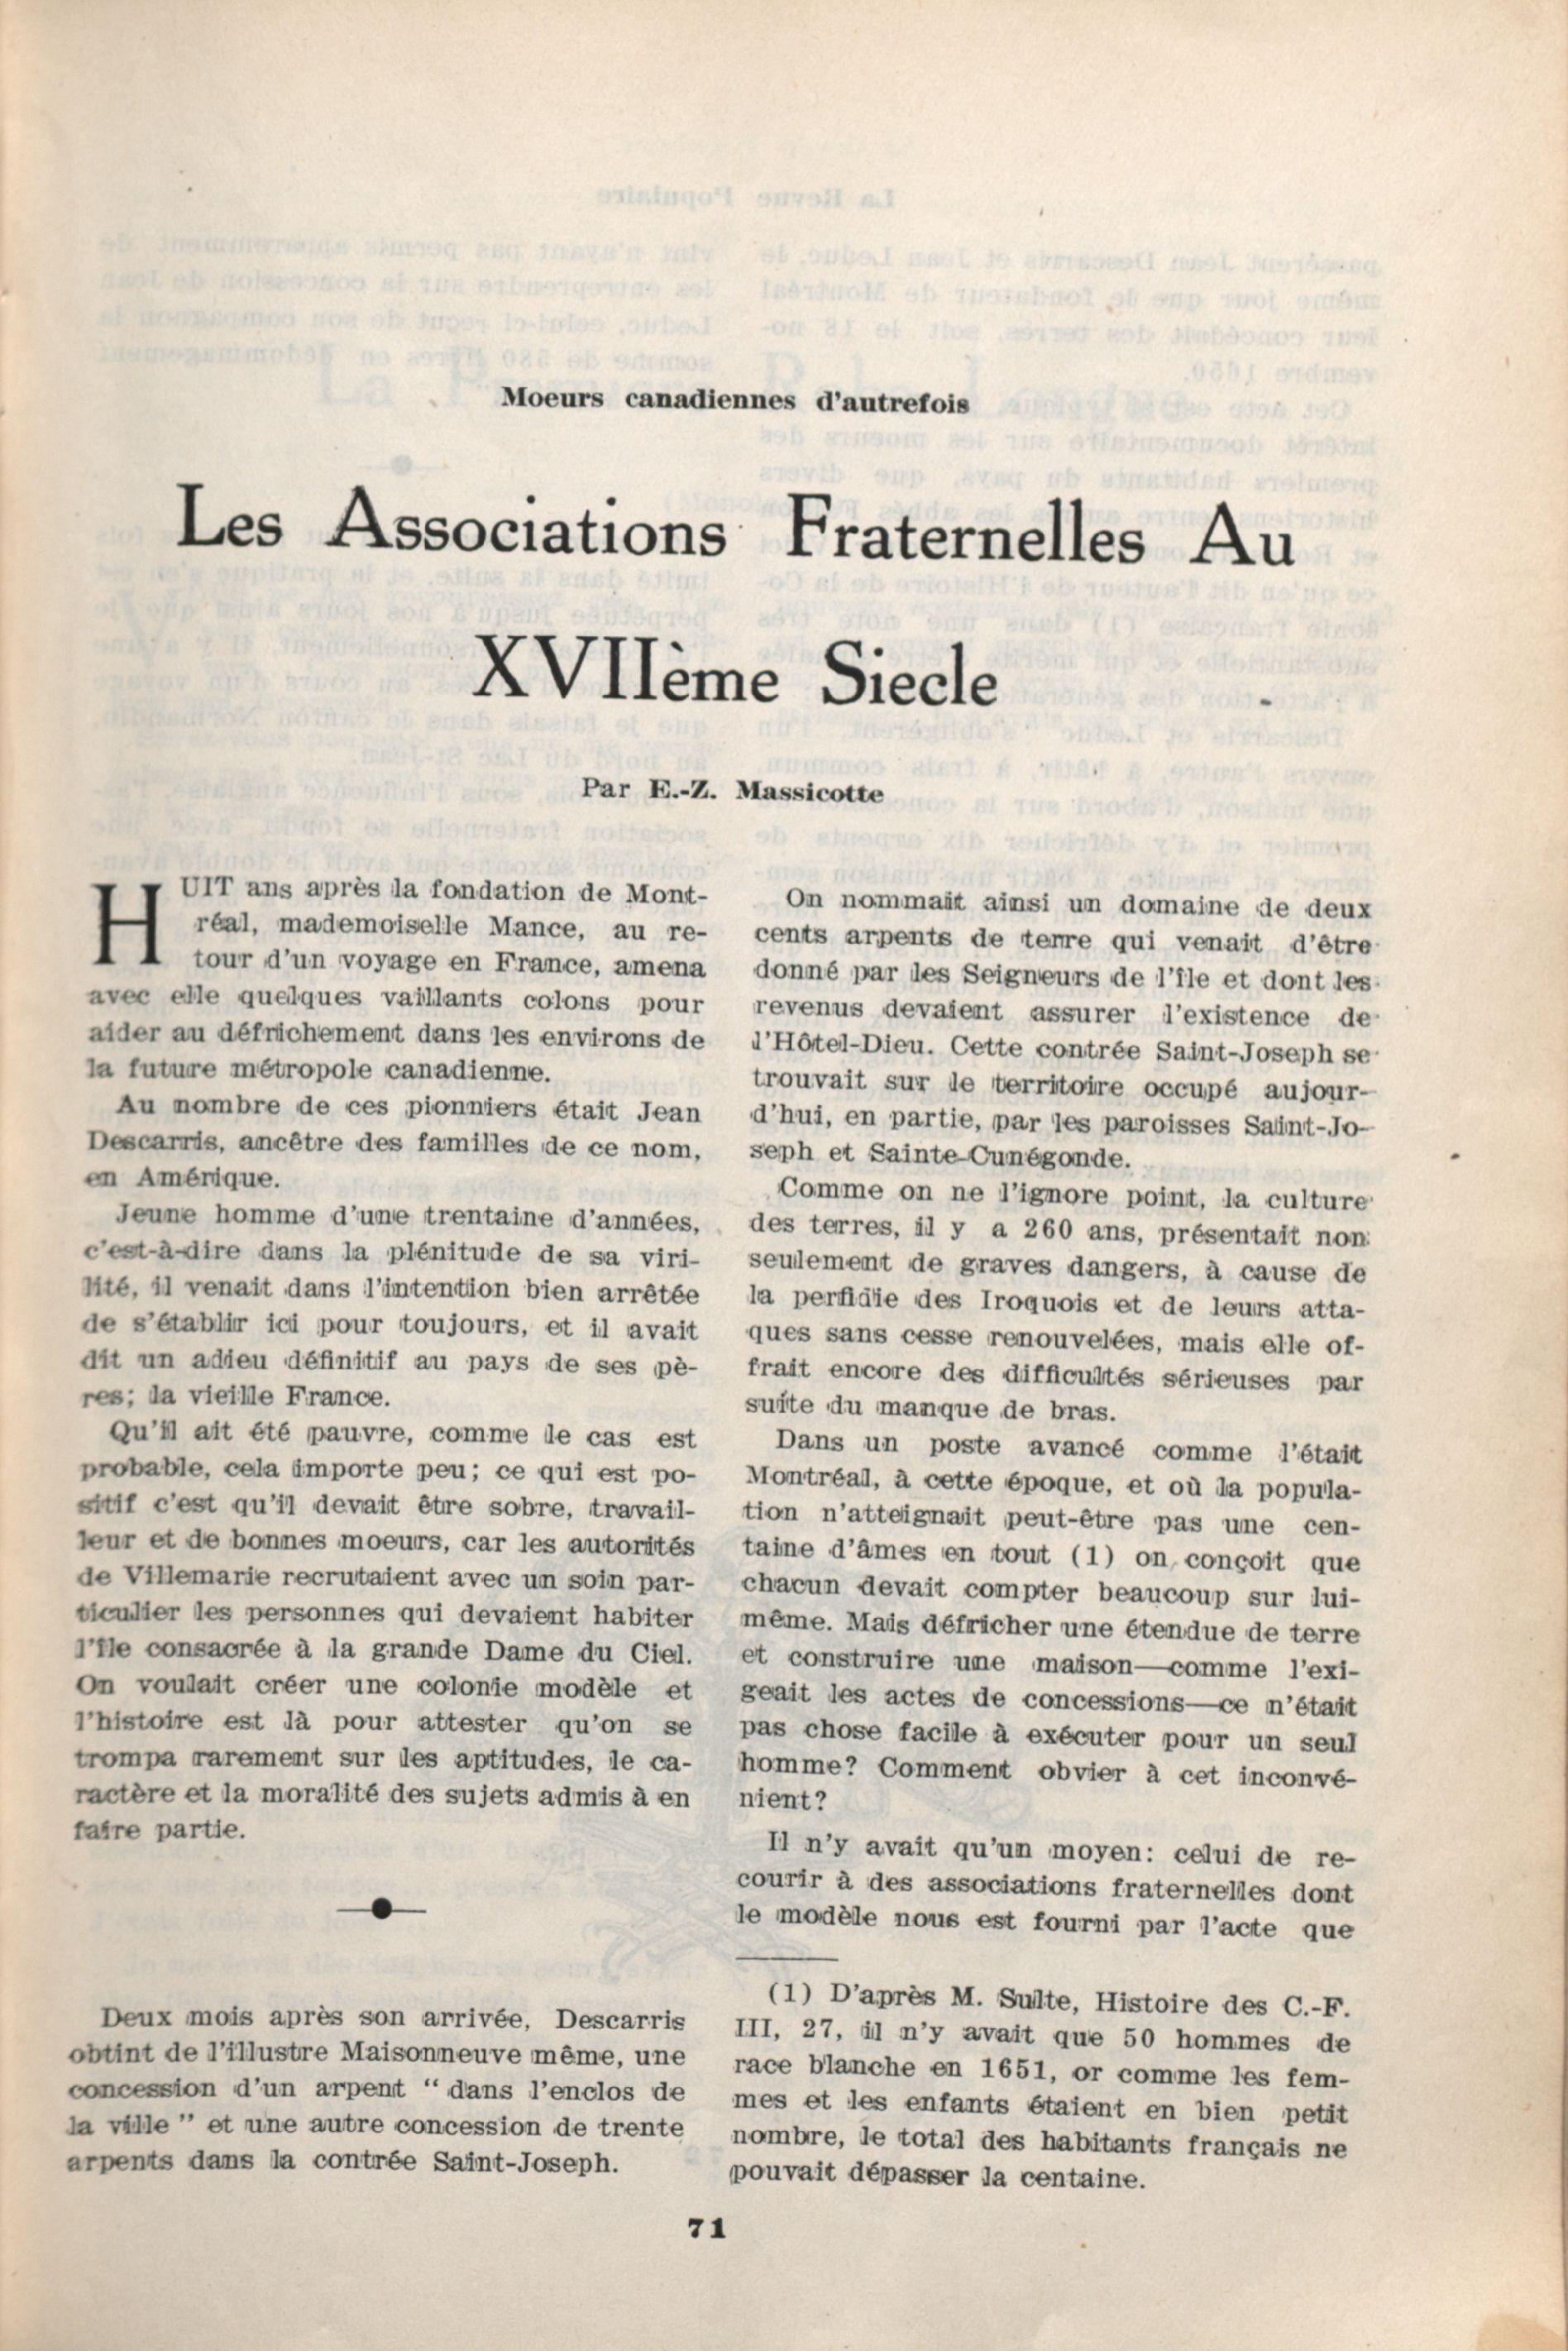 Moeurs canadiennes d'autrefois
Les Associations Fraternelles Au
XVIIème Siecle
Par E.-Z. Massicotte
HUIT ans après la fondation de Mont-
réal, mademoiselle Mance, au re-
tour d'un voyage en France, amena
avec elle quelques vaillants colons pour
aider au défrichement dans les environs de
la future métropole canadienne.
Au nombre de ces pionniers était Jean
Descarris, ancêtre des familles de ce nom,
en Amérique.
Jeune homme d'une trentaine d'années,
c'est-à-dire dans la plénitude de sa viri-
lité, il venait dans l'intention bien arrêtée
de s'établir ici pour toujours, et il avait
dit un adieu définitif au pays de ses pè-
res; la vieille France.
Qu'il ait été pauvre, comme le cas est
probable, cela importe peu; ce qui est po-
sitif c'est qu'il devait être sobre, travail-
leur et de bonnes moeurs, car les autorités
de Villemarie recrutaient avec un soin par-
ticulier les personnes qui devaient habiter
l'île consacrée à la grande Dame du Ciel.
On voulait créer une colonie modèle et
l'histoire est là pour attester qu'on se
trompa rarement sur les aptitudes, le ca-
ractère et la moralité des sujets admis à en
faire partie.
Deux mois après son arrivée, Descarris
obtint de l'illustre Maisonneuve même, une
concession d'un arpent “ dans l'enclos de
la ville ” et une autre concession de trente
arpents dans la contrée Saint-Joseph.
On nommait ainsi un domaine de deux
cents arpents de terre qui venait d'être
donné par les Seigneurs de l'île et dont les
revenus devaient assurer l'existence de
l'Hôtel-Dieu. Cette contrée Saint-Joseph se
trouvait sur le territoire occupé aujour-
d'hui, en partie, par les paroisses Saint-Jo-
seph et Sainte-Cunégonde.
Comme on ne l'ignore point, la culture
des terres, il y a 260 ans, présentait non
seulement de graves dangers, à cause de
la perfidie des Iroquois et de leurs atta-
ques sans cesse renouvelées, mais elle of-
frait encore des difficultés sérieuses par
suite du manque de bras.
Dans un poste avancé comme l'était
Montréal, à cette époque, et où la popula-
tion n'atteignait peut-être pas une cen-
taine d'âmes en tout (1) on conçoit que
chacun devait compter beaucoup sur lui-
même. Mais défricher une étendue de terre
et construire une maison—comme l'exi-
geait les actes de concessions—ce n'était
pas chose facile à exécuter pour un seul
homme? Comment obvier à cet inconvé-
nient?
Il n'y avait qu'un moyen: celui de re-
courir à des associations fraternelles dont
le modèle nous est fourni par l'acte que
(1) D'après M. Sulte, Histoire des C.-F.
III, 27, il n'y avait que 50 hommes de
race blanche en 1651, or comme les fem-
mes et les enfants étaient en bien petit
nombre, le total des habitants français ne
pouvait dépasser la centaine.
71